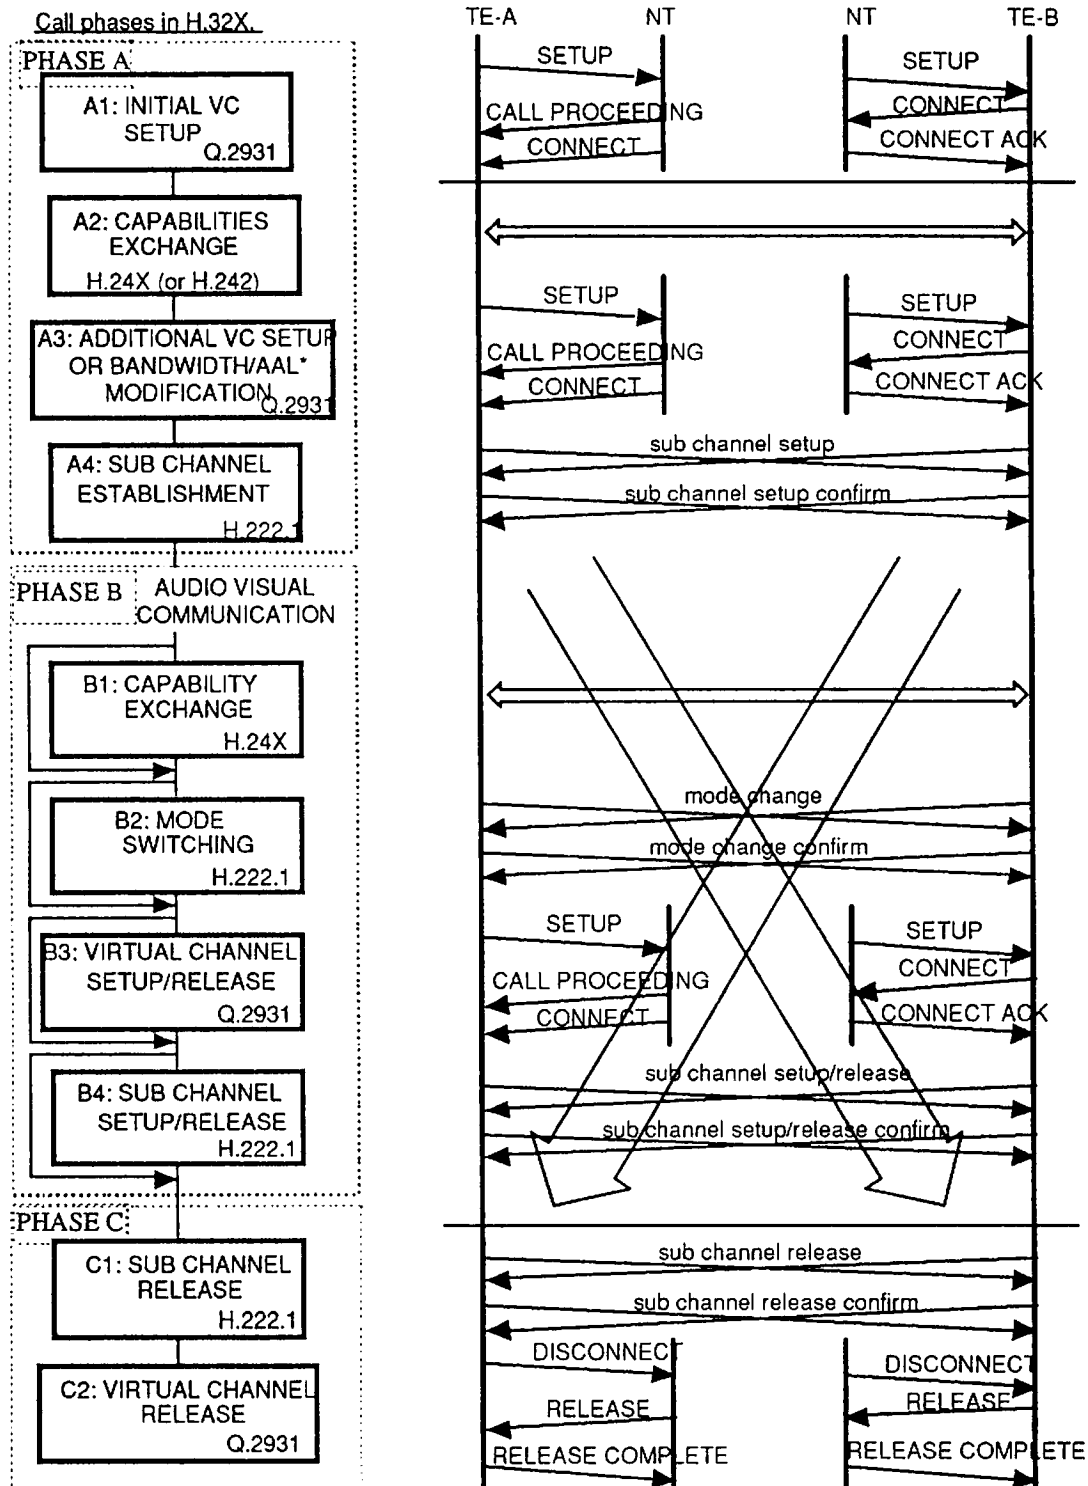 Call phases in H.32X.
PHASE A
A1: INITIAL VC
SETUP
Q.2931
A2: CAPABILITIES
EXCHANGE
H.24X (or H.242)
A3: ADDITIONAL VC SETUP
OR BANDWIDTH/AAL*
MODIFICATION
Q.2931
A4: SUB CHANNEL
ESTABLISHMENT
H.222.1
PHASE B
AUDIO VISUAL
COMMUNICATION
B1: CAPABILITY
EXCHANGE
H.24X
B2: MODE
SWITCHING
H.222.1
B3: VIRTUAL CHANNEL
SETUP/RELEASE
Q.2931
B4: SUB CHANNEL
SETUP/RELEASE
H.222.1
PHASE C
C1: SUB CHANNEL
RELEASE
H.222.1
C2: VIRTUAL CHANNEL
RELEASE
Q.2931
TE-A NT NT TE-B
SETUP SETUP
CALL PROCEEDING CONNECT
CONNECT CONNECT ACK
SETUP SETUP
CALL PROCEEDING CONNECT
CONNECT CONNECT ACK
sub channel setup
sub channel setup confirm
mode change
mode change confirm
SETUP SETUP
CALL PROCEEDING CONNECT
CONNECT CONNECT ACK
sub channel setup/release
sub channel setup/release confirm
sub channel release
sub channel release confirm
DISCONNECT DISCONNECT
RELEASE RELEASE
RELEASE COMPLETE RELEASE COMPLETE